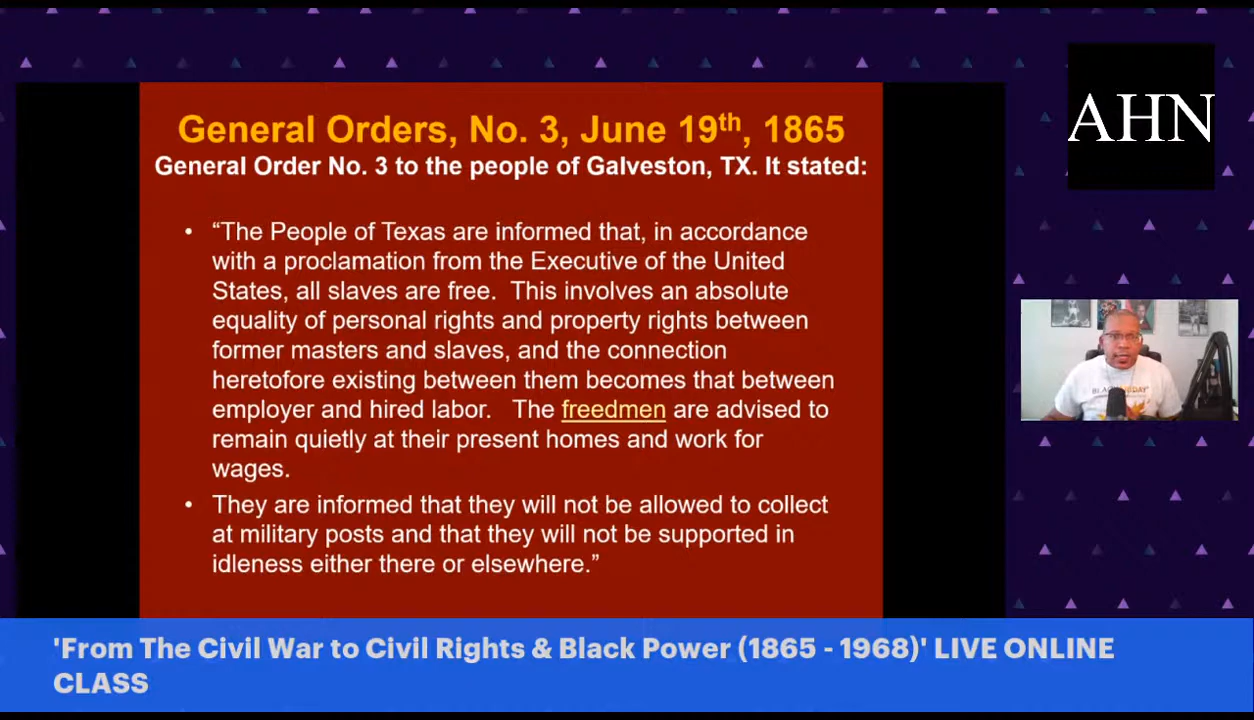 General Orders, No. 3, June 19th, 1865
General Order No. 3 to the people of Galveston, TX. It stated:
• “The People of Texas are informed that, in accordance
with a proclamation from the Executive of the United
States, all slaves are free.  This involves an absolute
equality of personal rights and property rights between
former masters and slaves, and the connection
heretofore existing between them becomes that between
employer and hired labor.   The freedmen are advised to
remain quietly at their present homes and work for
wages.
• They are informed that they will not be allowed to collect
at military posts and that they will not be supported in
idleness either there or elsewhere.”
AHN
'From The Civil War to Civil Rights & Black Power (1865 - 1968)' LIVE ONLINE
CLASS